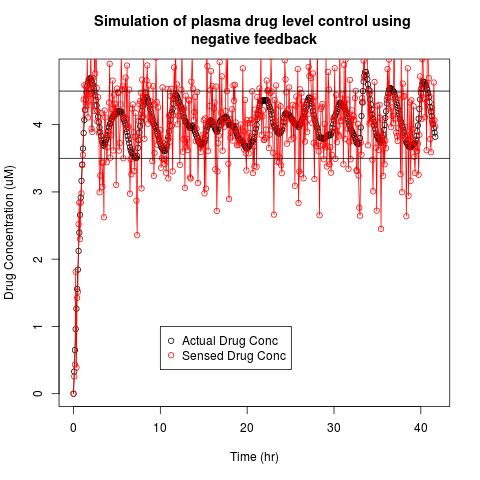 Simulation of plasma drug level control using
negative feedback
Drug Concentration (uM)
4
3
2
1
0
Actual Drug Conc
Sensed Drug Conc
0 10 20 30 40
Time (hr)